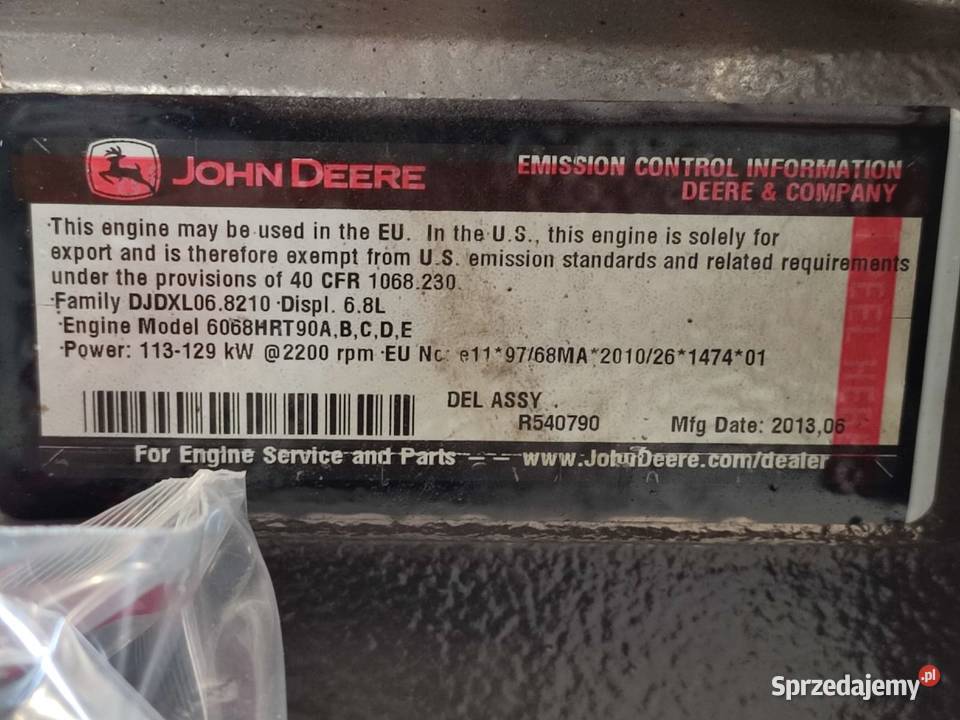 JOHN DEERE
EMISSION CONTROL INFORMATION
DEERE & COMPANY
This engine may be used in the EU. In the U.S., this engine is solely for
export and is therefore exempt from U.S. emission standards and related requirements
under the provisions of 40 CFR 1068.230.
Family DJDXL06.8210 Displ. 6.8L
Engine Model 6068HRT90A,B,C,D,E
Power: 113-129 kW @2200 rpm EU No: e11*97/68MA*2010/26*1474*01
DEL ASSY
R540790 Mfg Date: 2013,06
For Engine Service and Parts -- www.JohnDeere.com/dealer
Sprzedajemy.pl